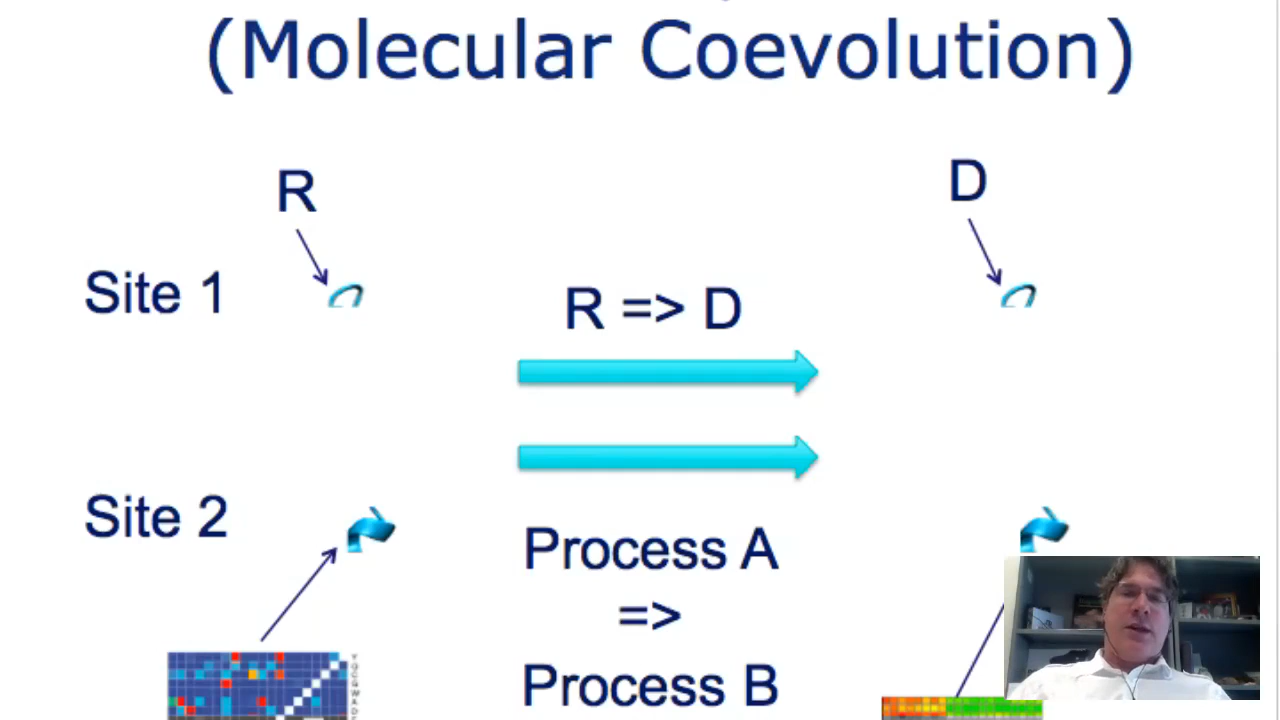 (Molecular Coevolution)
R
D
Site 1
R => D
Site 2
Process A
=>
Process B